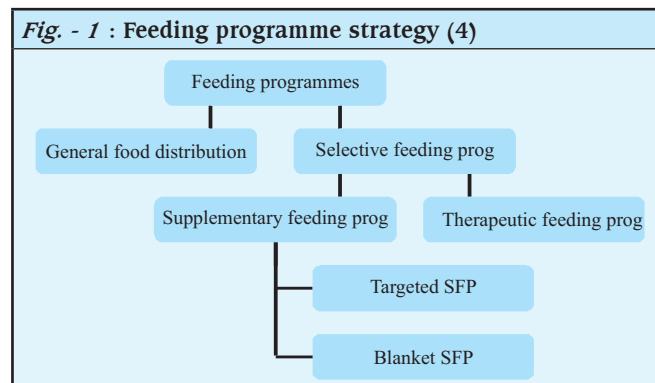 Fig. - 1 : Feeding programme strategy (4)
Feeding programmes
General food distribution
Selective feeding prog
Supplementary feeding prog
Therapeutic feeding prog
Targeted SFP
Blanket SFP